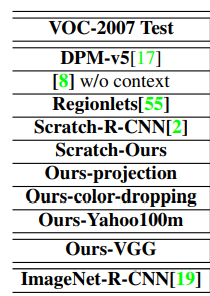 VOC-2007 Test
DPM-v5[17]
[8] w/o context
Regionlets[55]
Scratch-R-CNN[2]
Scratch-Ours
Ours-projection
Ours-color-dropping
Ours-Yahoo100m
Ours-VGG
ImageNet-R-CNN[19]